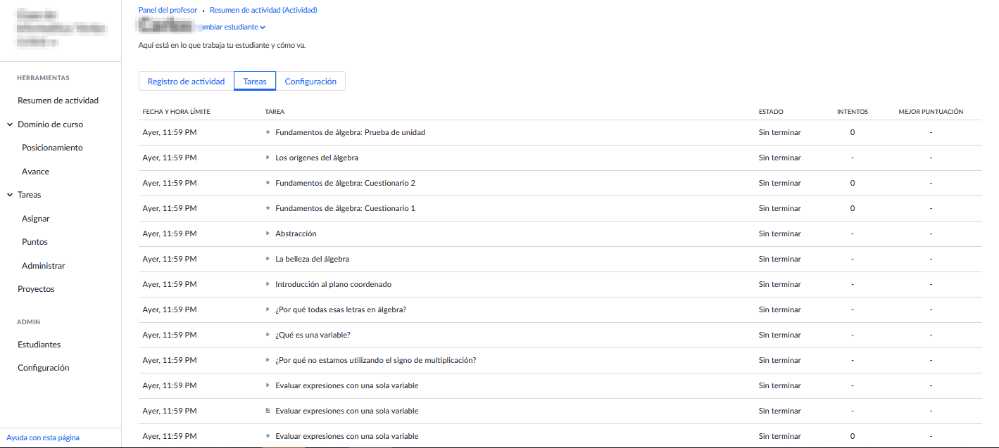 Panel del profesor • Resumen de actividad (Actividad)
ambiar estudiante
Aquí está en lo que trabaja tu estudiante y cómo va.
HERRAMIENTAS
Resumen de actividad
Dominio de curso
Posicionamiento
Avance
Tareas
Asignar
Puntos
Administrar
Proyectos
ADMIN
Estudiantes
Configuración
Ayuda con esta página
Registro de actividad Tareas Configuración
FECHA Y HORA LÍMITE TAREA ESTADO INTENTOS MEJOR PUNTUACIÓN
Ayer, 11:59 PM Fundamentos de álgebra: Prueba de unidad Sin terminar 0 -
Ayer, 11:59 PM Los orígenes del álgebra Sin terminar - -
Ayer, 11:59 PM Fundamentos de álgebra: Cuestionario 2 Sin terminar 0 -
Ayer, 11:59 PM Fundamentos de álgebra: Cuestionario 1 Sin terminar 0 -
Ayer, 11:59 PM Abstracción Sin terminar - -
Ayer, 11:59 PM La belleza del álgebra Sin terminar - -
Ayer, 11:59 PM Introducción al plano coordenado Sin terminar - -
Ayer, 11:59 PM ¿Por qué todas esas letras en álgebra? Sin terminar - -
Ayer, 11:59 PM ¿Qué es una variable? Sin terminar - -
Ayer, 11:59 PM ¿Por qué no estamos utilizando el signo de multiplicación? Sin terminar - -
Ayer, 11:59 PM Evaluar expresiones con una sola variable Sin terminar - -
Ayer, 11:59 PM Evaluar expresiones con una sola variable Sin terminar - -
Ayer, 11:59 PM Evaluar expresiones con una sola variable Sin terminar 0 -